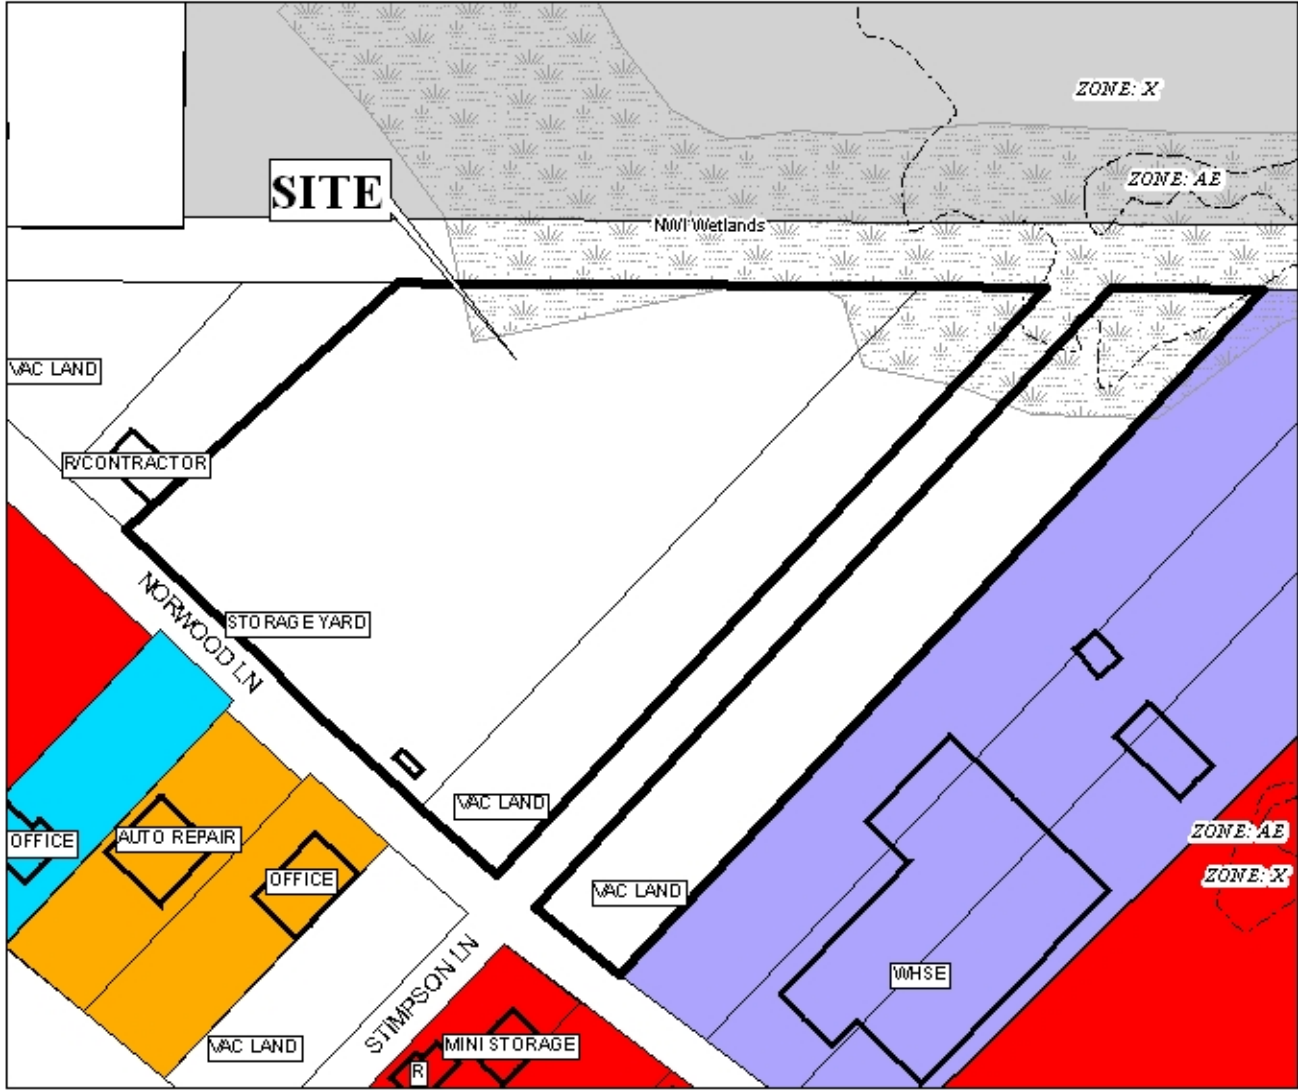 ZONE: X
ZONE: AE
SITE
NWI Wetlands
VAC LAND
R/CONTRACTOR
NORWOOD LN
STORAGE YARD
VAC LAND
VAC LAND
OFFICE
AUTO REPAIR
OFFICE
ZONE: AE
ZONE: X
WHSE
STIMPSON LN
VAC LAND
MINI STORAGE
R